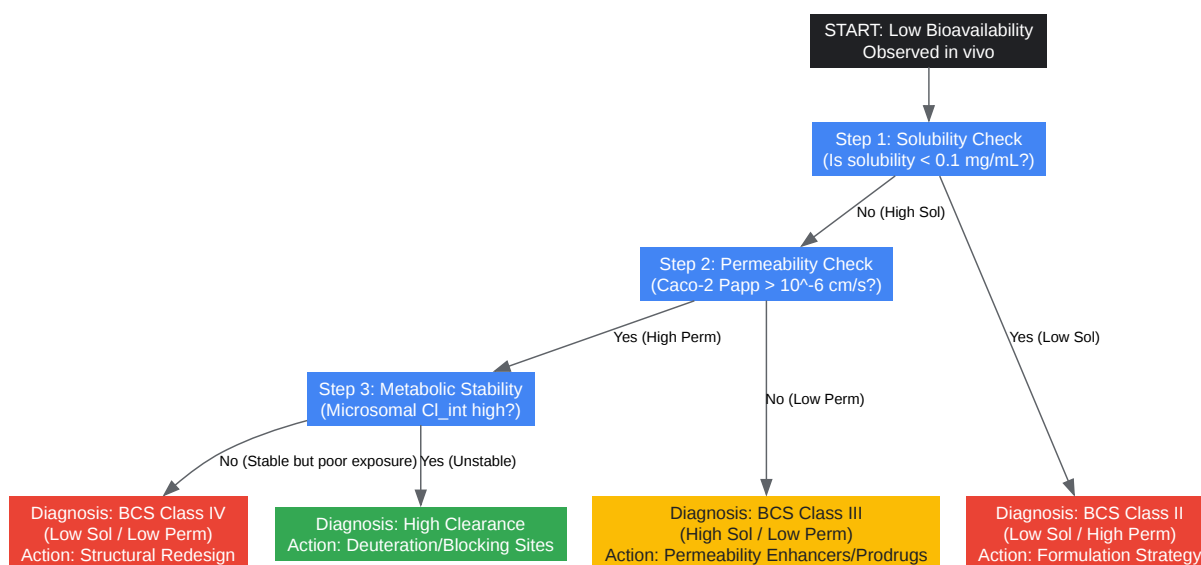 START: Low Bioavailability
Observed in vivo
Step 1: Solubility Check
(Is solubility < 0.1 mg/mL?)
No (High Sol)
Step 2: Permeability Check
(Caco-2 Papp > 10^-6 cm/s?)
Yes (High Perm)
Yes (Low Sol)
Step 3: Metabolic Stability
(Microsomal Cl_int high?)
No (Low Perm)
No (Stable but poor exposure)
Yes (Unstable)
Diagnosis: BCS Class IV
(Low Sol / Low Perm)
Action: Structural Redesign
Diagnosis: High Clearance
Action: Deuteration/Blocking Sites
Diagnosis: BCS Class III
(High Sol / Low Perm)
Action: Permeability Enhancers/Prodrugs
Diagnosis: BCS Class II
(Low Sol / High Perm)
Action: Formulation Strategy